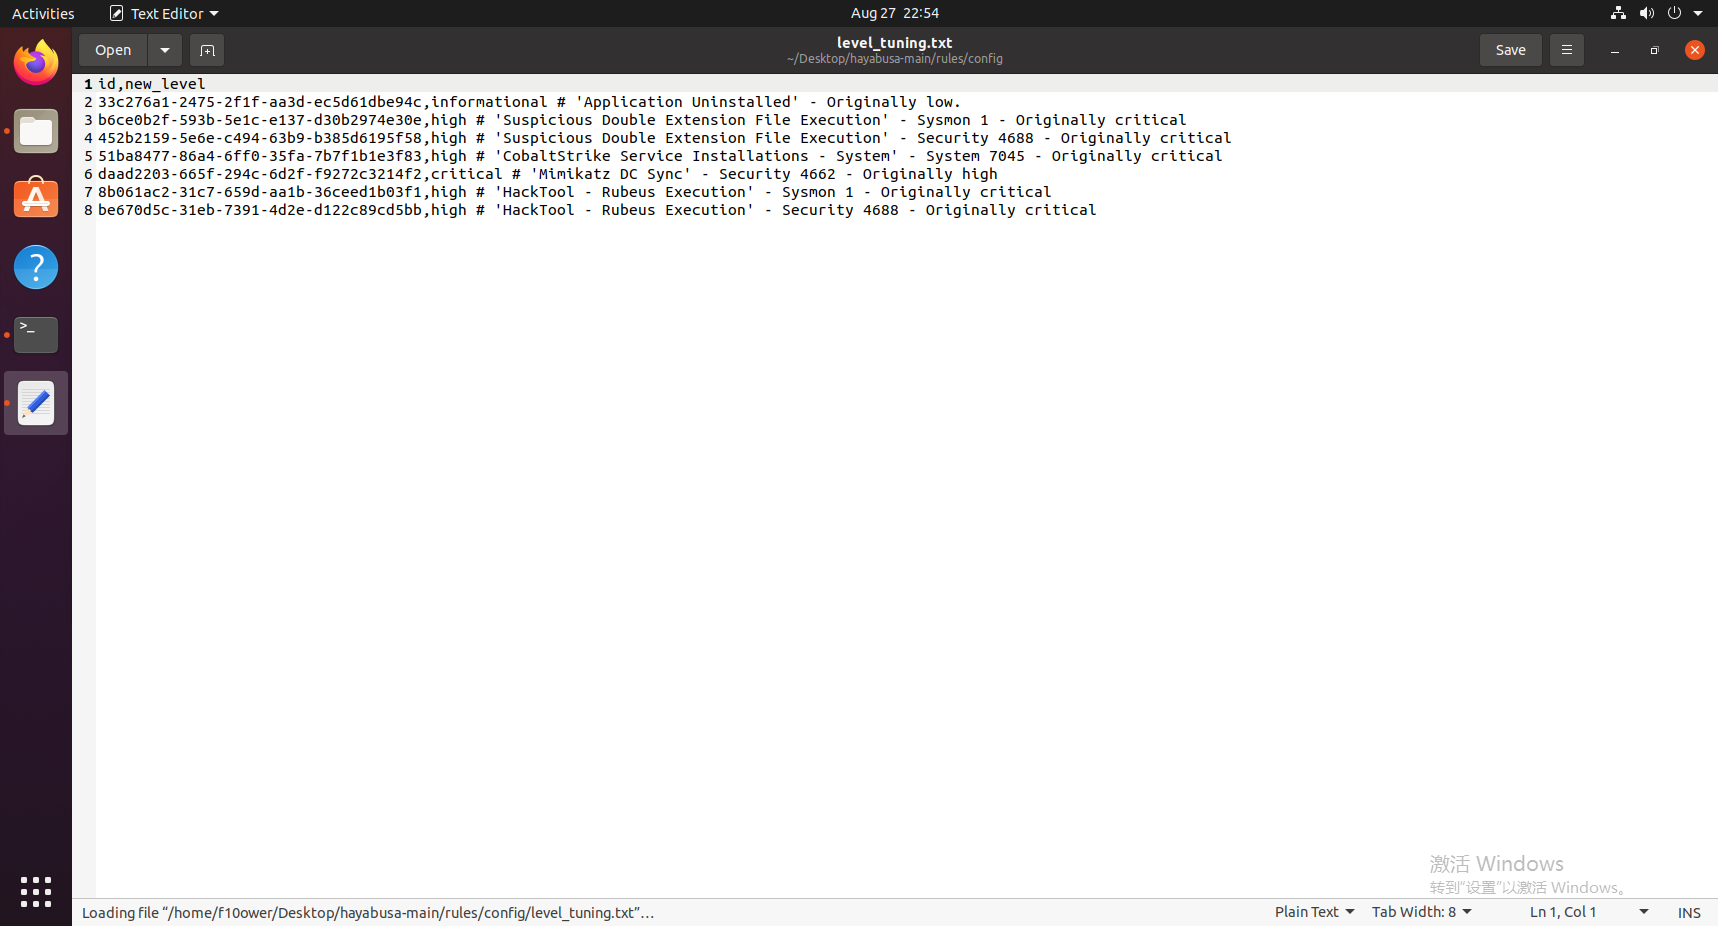 Activities Text Editor Aug 27 22:54
Open level_tuning.txt Save
~/Desktop/hayabusa-main/rules/config
1 id,new_level
2 33c276a1-2475-2f1f-aa3d-ec5d61dbe94c,informational # 'Application Uninstalled' - Originally low.
3 b6ce0b2f-593b-5e1c-e137-d30b2974e30e,high # 'Suspicious Double Extension File Execution' - Sysmon 1 - Originally critical
4 452b2159-5e6e-c494-63b9-b385d6195f58,high # 'Suspicious Double Extension File Execution' - Security 4688 - Originally critical
5 51ba8477-86a4-6ff0-35fa-7b7f1b1e3f83,high # 'CobaltStrike Service Installations - System' - System 7045 - Originally critical
6 daad2203-665f-294c-6d2f-f9272c3214f2,critical # 'Mimikatz DC Sync' - Security 4662 - Originally high
7 8b061ac2-31c7-659d-aa1b-36ceed1b03f1,high # 'HackTool - Rubeus Execution' - Sysmon 1 - Originally critical
8 be670d5c-31eb-7391-4d2e-d122c89cd5bb,high # 'HackTool - Rubeus Execution' - Security 4688 - Originally critical
激活 Windows
转到“设置”以激活 Windows。
Loading file “/home/f10ower/Desktop/hayabusa-main/rules/config/level_tuning.txt”… Plain Text Tab Width: 8 Ln 1, Col 1 INS